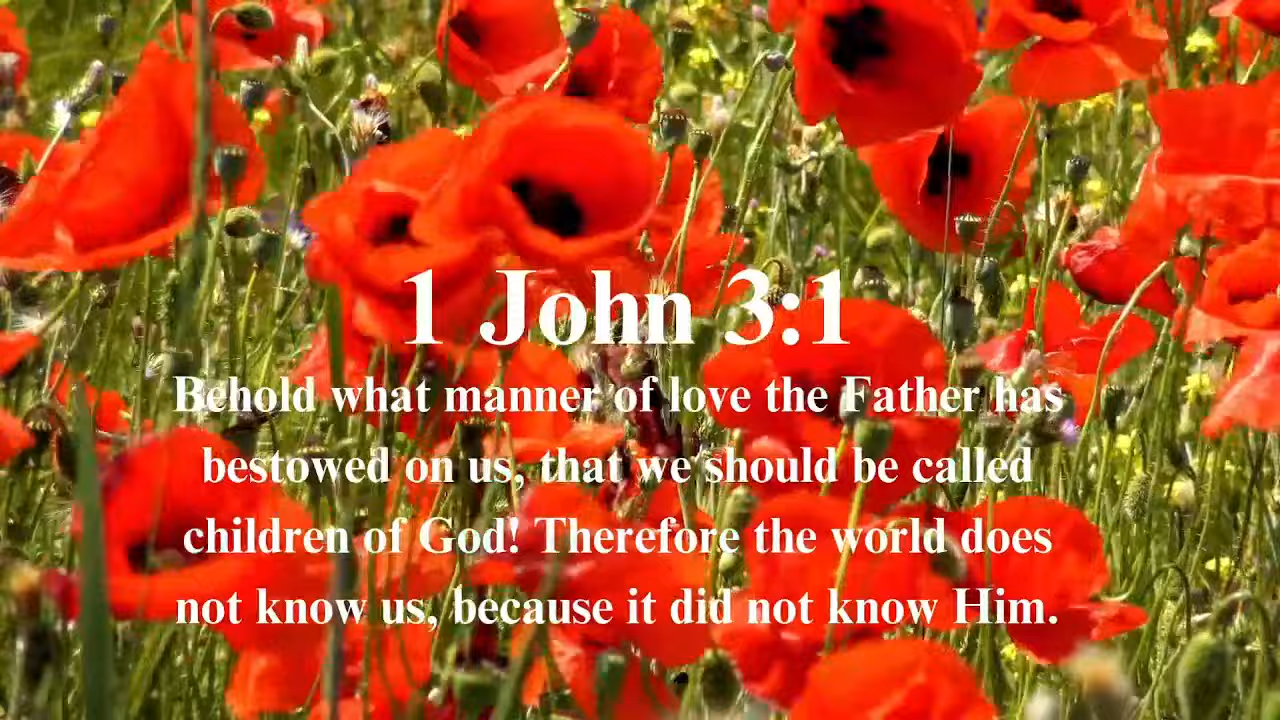 1 John 3:1
Behold what manner of love the Father has
bestowed on us, that we should be called
children of God! Therefore the world does
not know us, because it did not know Him.